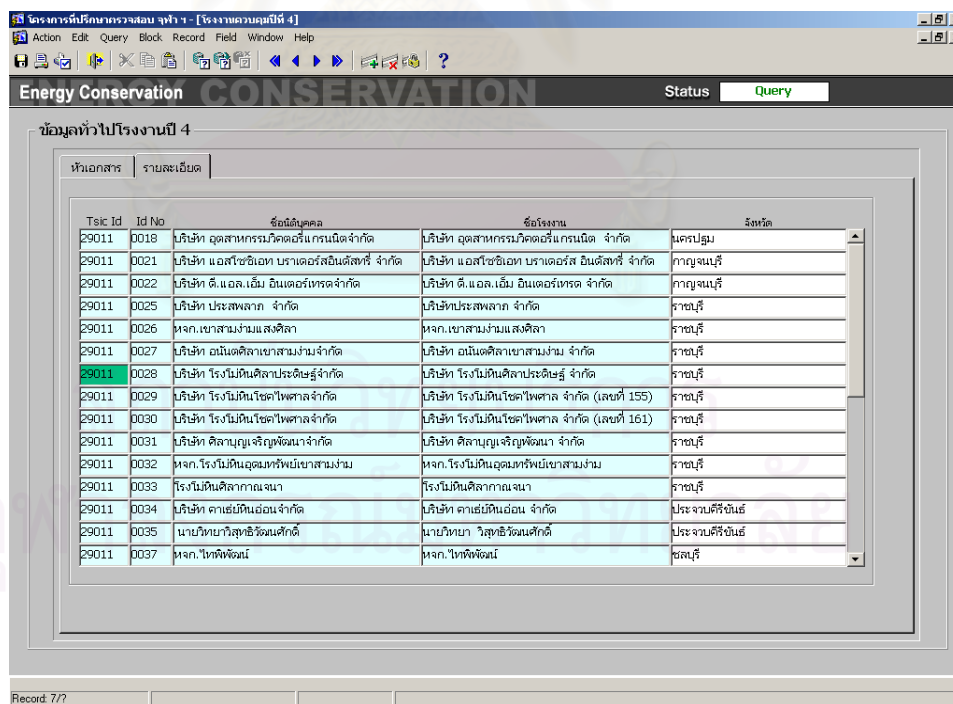 โครงการที่ปรึกษาตรวจสอบ จุฬา ฯ - [โรงงานควบคุมปีที่ 4]
Action Edit Query Block Record Field Window Help
Energy Conservation Status Query
ข้อมูลทั่วไปโรงงานปี 4
หัวเอกสาร รายละเอียด
Tsic Id Id No ชื่อนิติบุคคล ชื่อโรงงาน จังหวัด
29011 0018 บริษัท อุตสาหกรรมวิคตอรี่แกรนนิตจำกัด บริษัท อุตสาหกรรมวิคตอรี่แกรนนิต จำกัด นครปฐม
29011 0021 บริษัท แอสโซซิเอท บราเดอร์สอินดัสทรี่ จำกัด บริษัท แอสโซซิเอท บราเดอร์ส อินดัสทรี่ จำกัด กาญจนบุรี
29011 0022 บริษัท ดี.แอล.เอ็ม อินเตอร์เทรดจำกัด บริษัท ดี.แอล.เอ็ม อินเตอร์เทรด จำกัด กาญจนบุรี
29011 0025 บริษัท ประสพลาภ จำกัด บริษัทประสพลาภ จำกัด ราชบุรี
29011 0026 หจก.เขาสามง่ามแสงศิลา หจก.เขาสามง่ามแสงศิลา ราชบุรี
29011 0027 บริษัท อนันตศิลาเขาสามง่ามจำกัด บริษัท อนันตศิลาเขาสามง่าม จำกัด ราชบุรี
29011 0028 บริษัท โรงโม่หินศิลาประดิษฐ์จำกัด บริษัท โรงโม่หินศิลาประดิษฐ์ จำกัด ราชบุรี
29011 0029 บริษัท โรงโม่หินโชคไพศาลจำกัด บริษัท โรงโม่หินโชคไพศาล จำกัด (เลขที่ 155) ราชบุรี
29011 0030 บริษัท โรงโม่หินโชคไพศาลจำกัด บริษัท โรงโม่หินโชคไพศาล จำกัด (เลขที่ 161) ราชบุรี
29011 0031 บริษัท ศิลาบุญเจริญพัฒนาจำกัด บริษัท ศิลาบุญเจริญพัฒนา จำกัด ราชบุรี
29011 0032 หจก.โรงโม่หินอุดมทรัพย์เขาสามง่าม หจก.โรงโม่หินอุดมทรัพย์เขาสามง่าม ราชบุรี
29011 0033 โรงโม่หินศิลากาณจนา โรงโม่หินศิลากาณจนา ราชบุรี
29011 0034 บริษัท คาเธ่ย์หินอ่อนจำกัด บริษัท คาเธ่ย์หินอ่อน จำกัด ประจวบคีรีขันธ์
29011 0035 นายวิทยาวิสุทธิวัฒนศักดิ์ นายวิทยา วิสุทธิวัฒนศักดิ์ ประจวบคีรีขันธ์
29011 0037 หจก.ไทพิพัฒน์ หจก.ไทพิพัฒน์ ชลบุรี
Record: 7/?